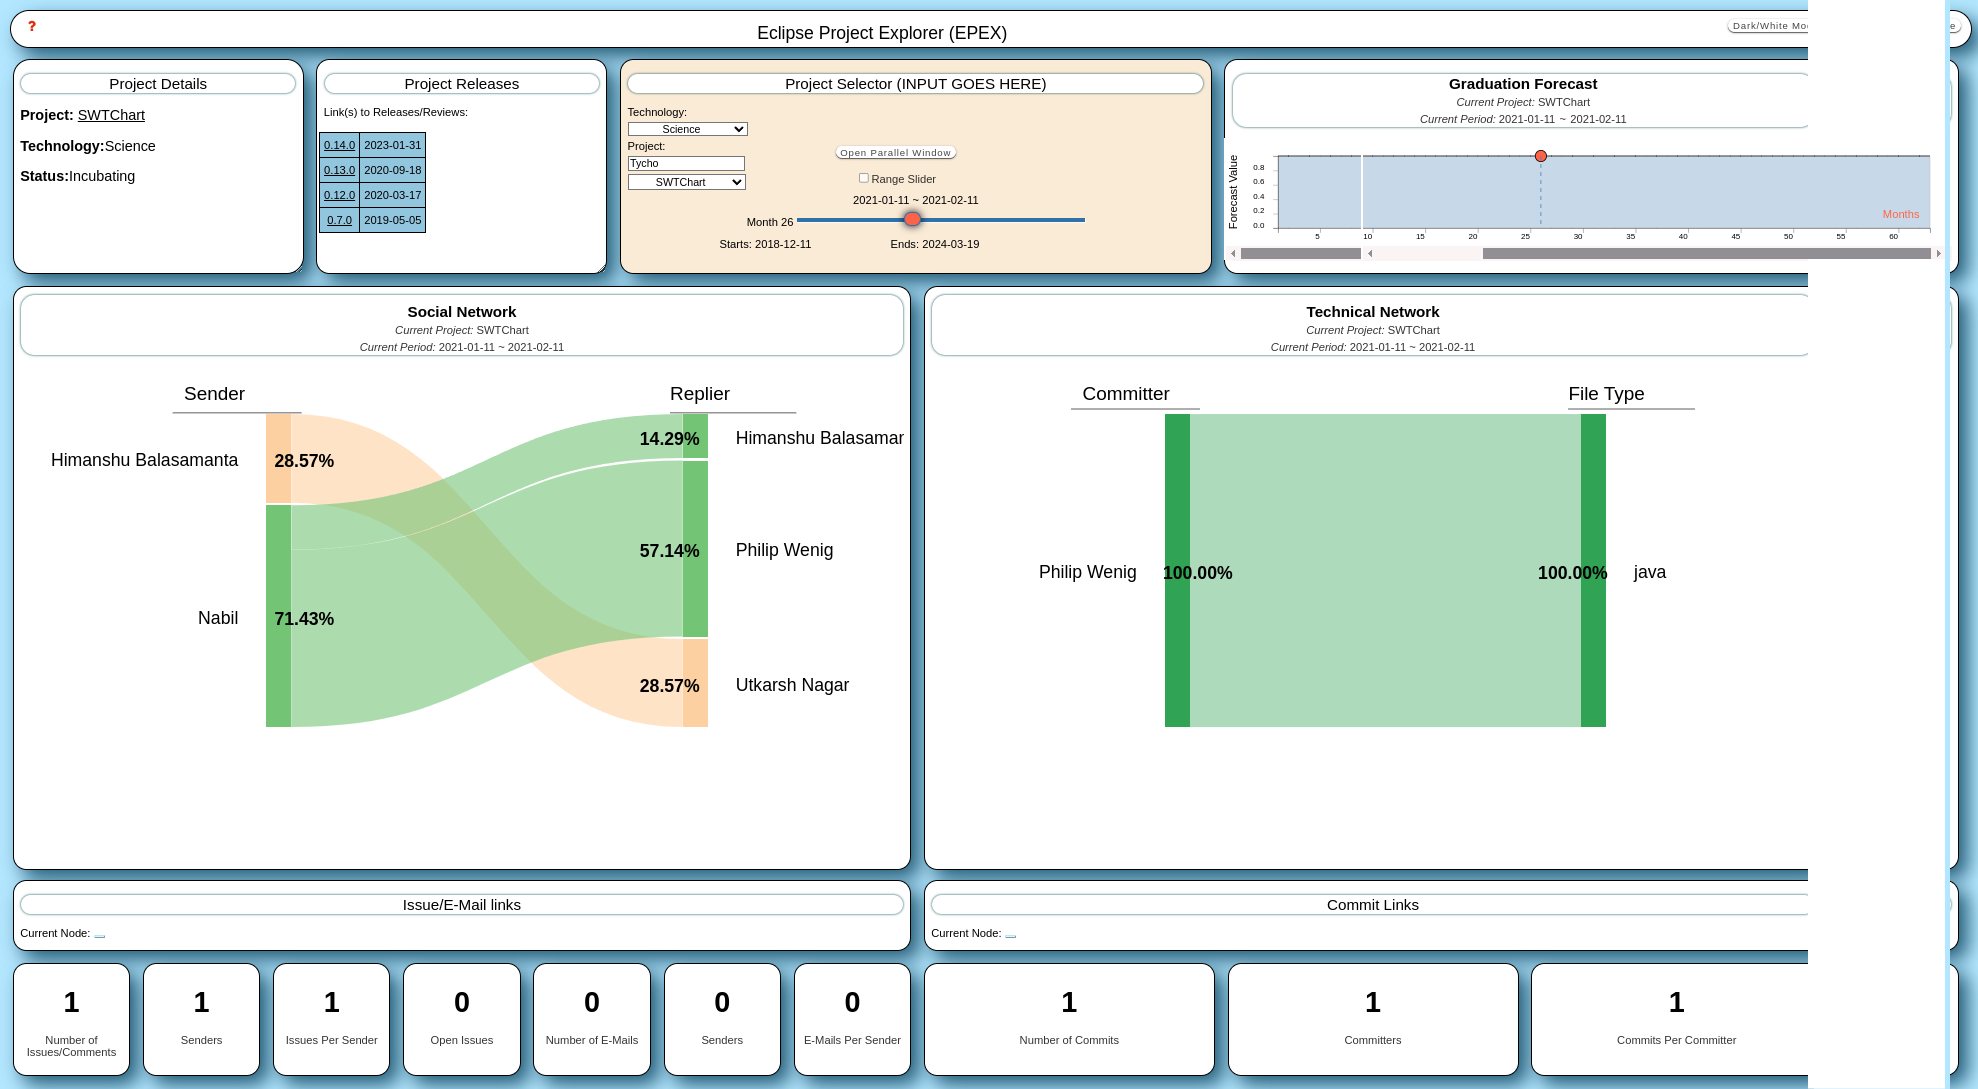 ?
Eclipse Project Explorer (EPEX)
Dark/White Mo
e
Project Details
Project: SWTChart
Technology:Science
Status:Incubating
Project Releases
Link(s) to Releases/Reviews:
0.14.0 2023-01-31
0.13.0 2020-09-18
0.12.0 2020-03-17
0.7.0 2019-05-05
Project Selector (INPUT GOES HERE)
Technology:
Science
Project:
Tycho
SWTChart
Open Parallel Window
Range Slider
2021-01-11 ~ 2021-02-11
Month 26
Starts: 2018-12-11 Ends: 2024-03-19
Graduation Forecast
Current Project: SWTChart
Current Period: 2021-01-11 ~ 2021-02-11
Forecast Value
0.8
0.6
0.4
0.2
0.0
Months
5 10 15 20 25 30 35 40 45 50 55 60
Social Network
Current Project: SWTChart
Current Period: 2021-01-11 ~ 2021-02-11
Sender Replier
Himanshu Balasamanta 28.57%
Nabil 71.43%
14.29% Himanshu Balasamar
57.14% Philip Wenig
28.57% Utkarsh Nagar
Technical Network
Current Project: SWTChart
Current Period: 2021-01-11 ~ 2021-02-11
Committer File Type
Philip Wenig 100.00% 100.00% java
Issue/E-Mail links
Current Node:
Commit Links
Current Node:
1
Number of
Issues/Comments
1
Senders
1
Issues Per Sender
0
Open Issues
0
Number of E-Mails
0
Senders
0
E-Mails Per Sender
1
Number of Commits
1
Committers
1
Commits Per Committer